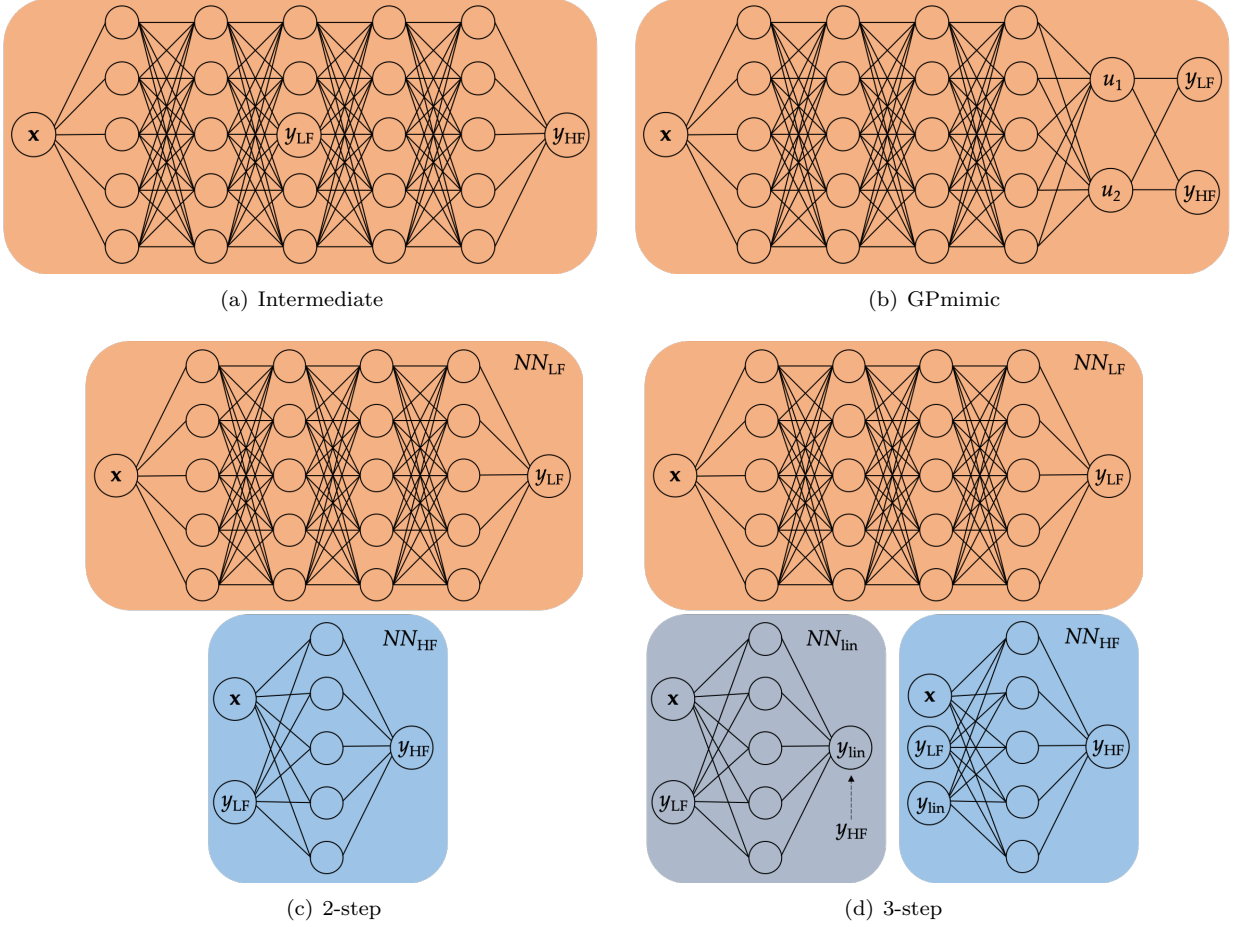 x
y_LF
y_HF
(a) Intermediate
x
u_1
u_2
y_LF
y_HF
(b) GPmimic
NN_LF
x
y_LF
NN_HF
x
y_LF
y_HF
(c) 2-step
NN_LF
x
y_LF
NN_lin
x
y_LF
y_lin
y_HF
NN_HF
x
y_LF
y_lin
y_HF
(d) 3-step